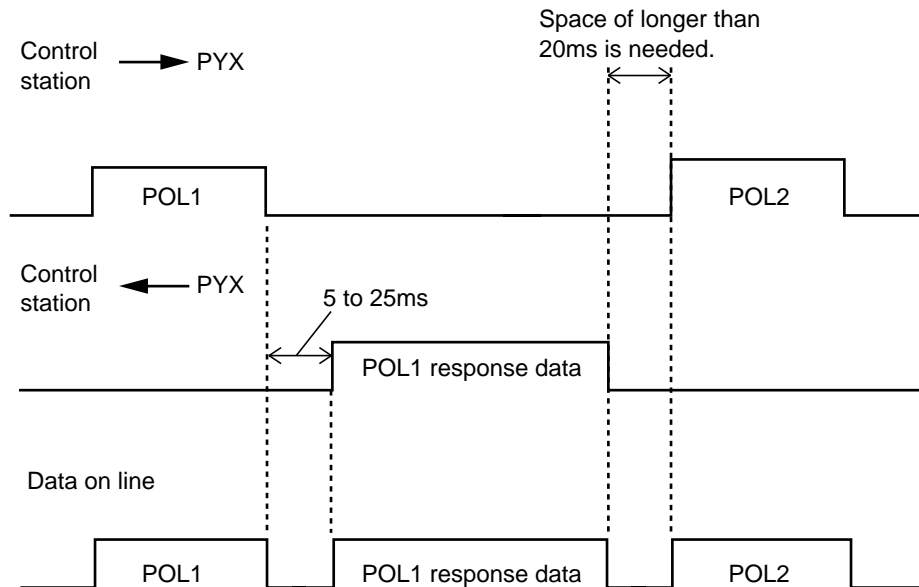 Space of longer than
20ms is needed.
Control
station
PYX
POL1
POL2
Control
station
PYX
5 to 25ms
POL1 response data
Data on line
POL1
POL1 response data
POL2